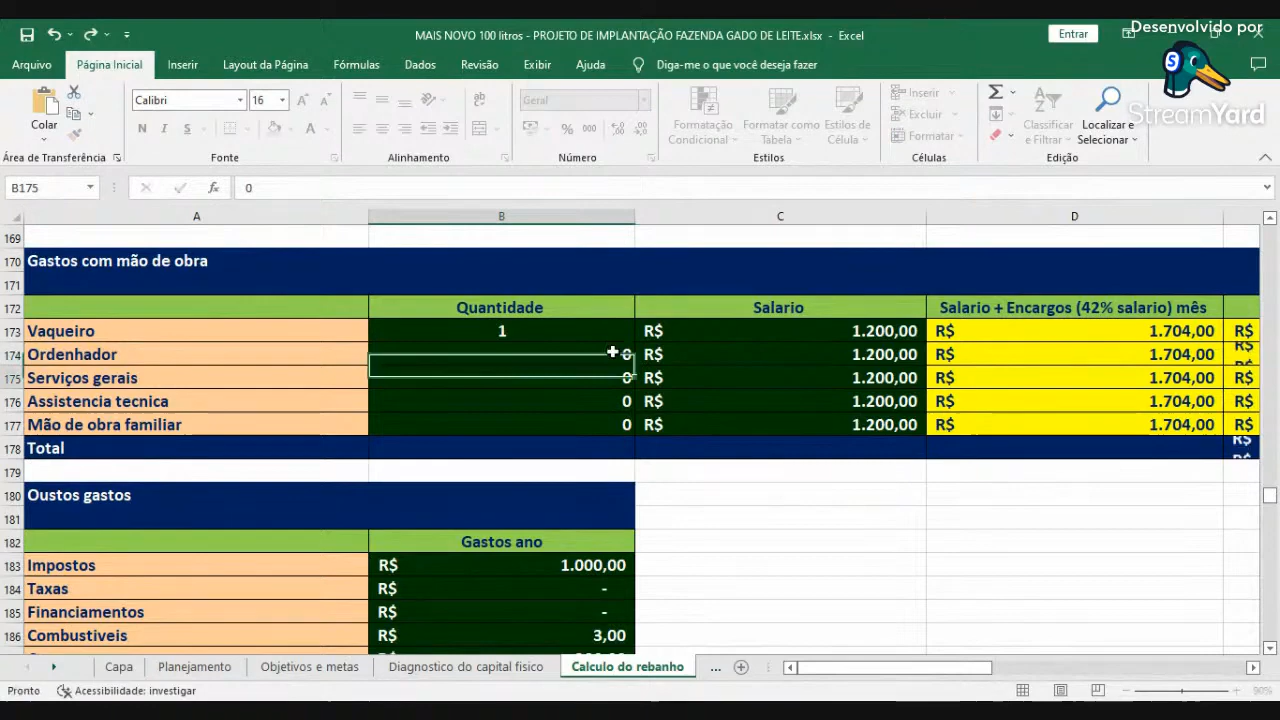 Desenvolvido por
StreamYard
MAIS NOVO 100 litros - PROJETO DE IMPLANTAÇÃO FAZENDA GADO DE LEITE.xlsx - Excel
Entrar
Arquivo Página Inicial Inserir Layout da Página Fórmulas Dados Revisão Exibir Ajuda Diga-me o que você deseja fazer
Colar
Calibri 16
Geral
Formatação Condicional
Formatar como Tabela
Estilos de Célula
Inserir
Excluir
Formatar
Classificar e Filtrar
Localizar e Selecionar
Área de Transferência Fonte Alinhamento Número Estilos Células Edição
B175 0
A B C D
169
170 Gastos com mão de obra
171
172 Quantidade Salario Salario + Encargos (42% salario) mês
173 Vaqueiro 1 R$ 1.200,00 R$ 1.704,00 R$
174 Ordenhador 0 R$ 1.200,00 R$ 1.704,00 R$
175 Serviços gerais 0 R$ 1.200,00 R$ 1.704,00 R$
176 Assistencia tecnica 0 R$ 1.200,00 R$ 1.704,00 R$
177 Mão de obra familiar 0 R$ 1.200,00 R$ 1.704,00 R$
178 Total R$
179
180 Oustos gastos
181
182 Gastos ano
183 Impostos R$ 1.000,00
184 Taxas R$ -
185 Financiamentos R$ -
186 Combustiveis R$ 3,00
Capa Planejamento Objetivos e metas Diagnostico do capital fisico Calculo do rebanho ...
Pronto Acessibilidade: investigar 90%